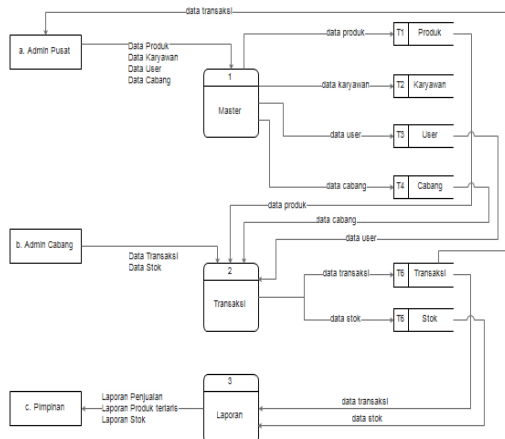 data transaksi
a. Admin Pusat
Data Produk
Data Karyawan
Data User
Data Cabang
1
Master
data produk
T1 Produk
data karyawan
T2 Karyawan
data user
T3 User
data cabang
T4 Cabang
data produk
data cabang
data user
b. Admin Cabang
Data Transaksi
Data Stok
2
Transaksi
data transaksi
T5 Transaksi
data stok
T6 Stok
c. Pimpinan
Laporan Penjualan
Laporan Produk terlaris
Laporan Stok
3
Laporan
data transaksi
data stok